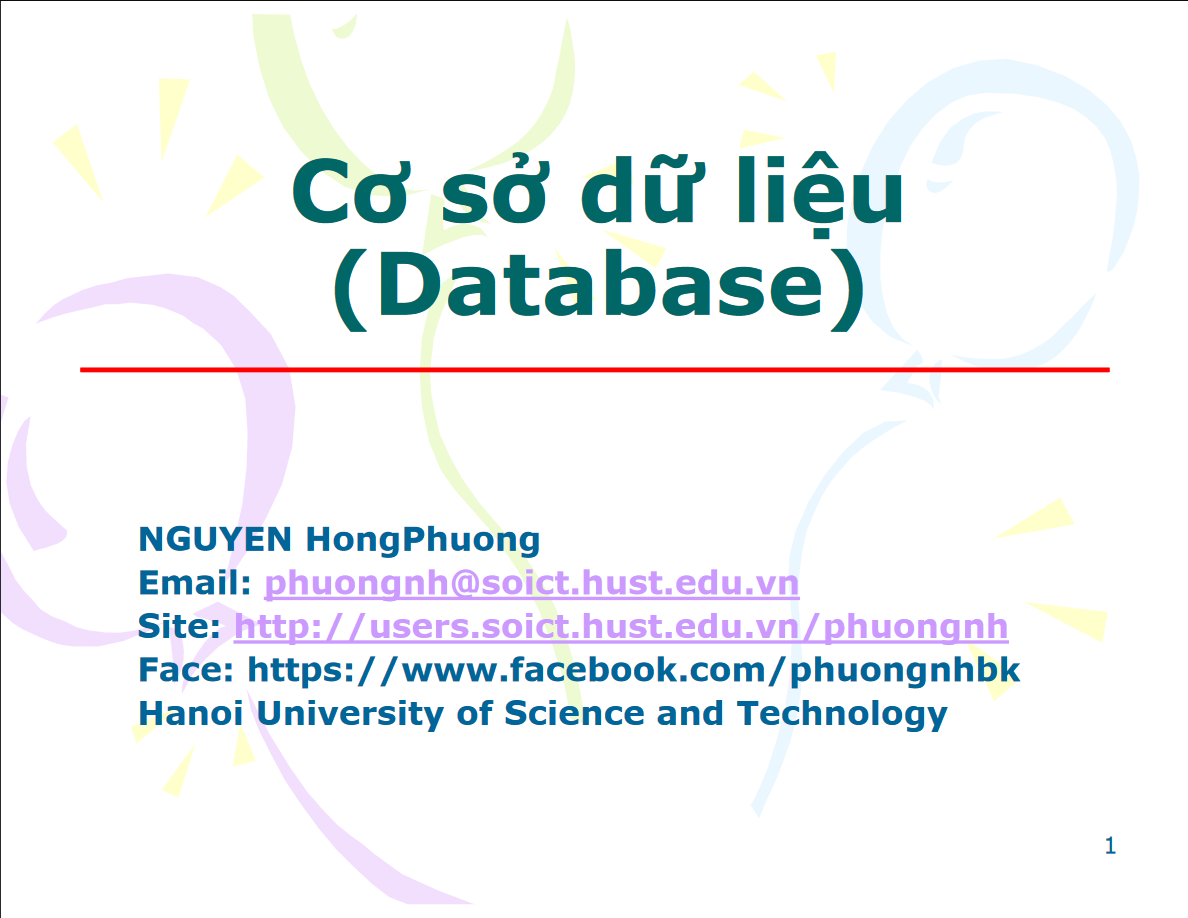 Cơ sở dữ liệu
(Database)
NGUYEN HongPhuong
Email: phuongnh@soict.hust.edu.vn
Site: http://users.soict.hust.edu.vn/phuongnh
Face: https://www.facebook.com/phuongnhbk
Hanoi University of Science and Technology
1